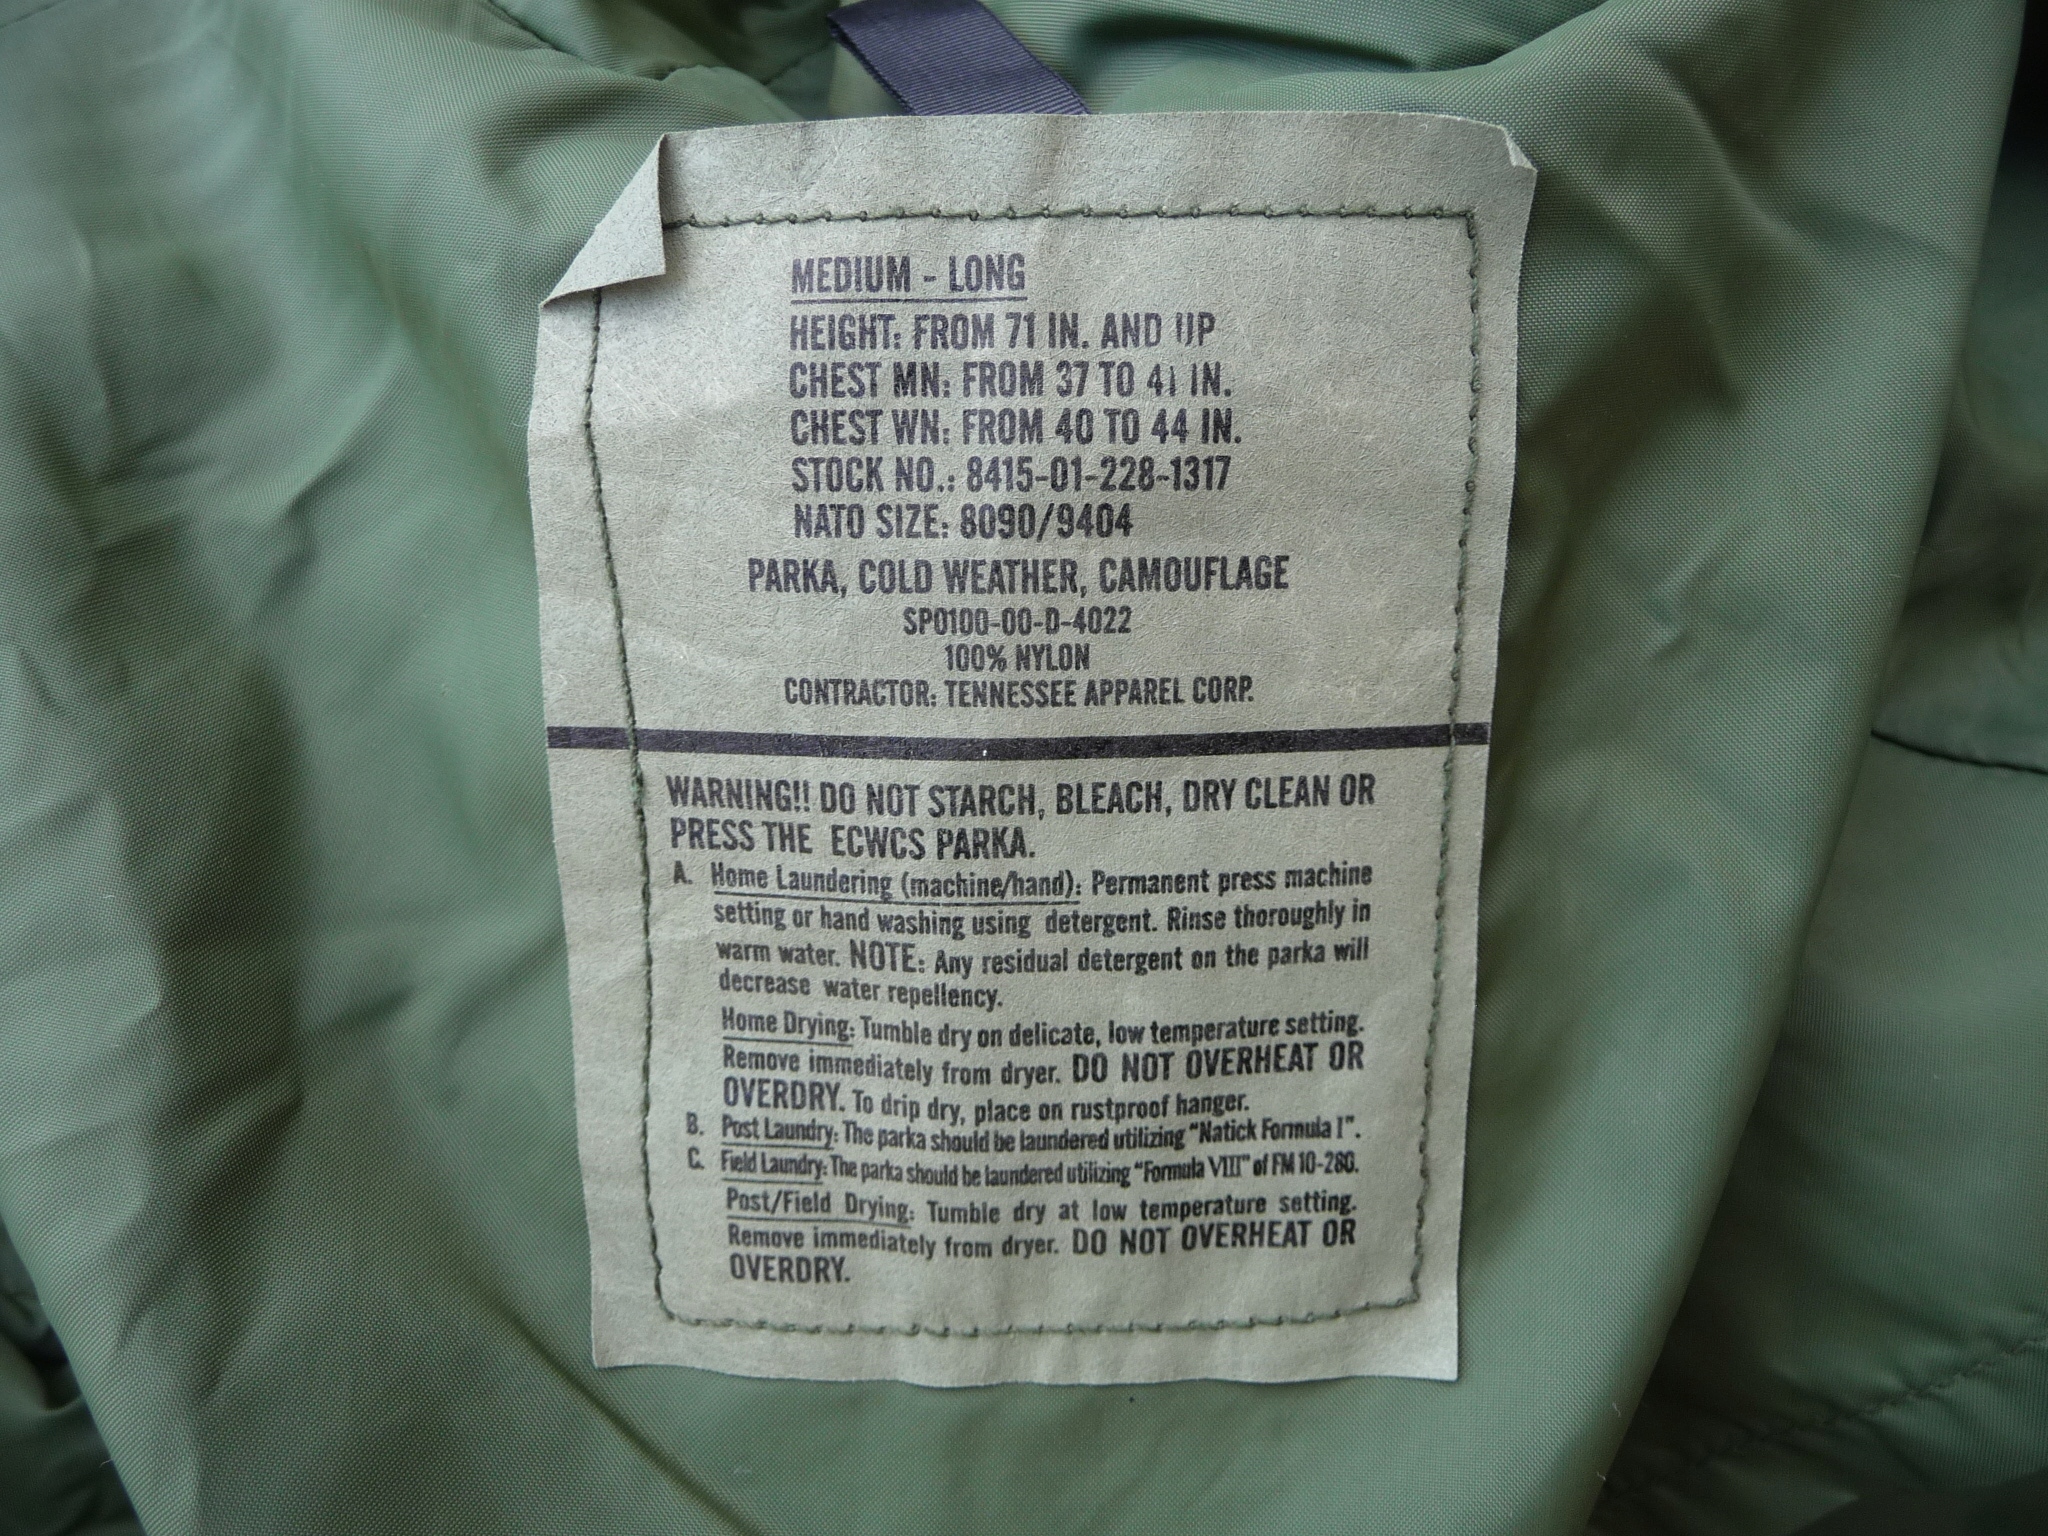 MEDIUM - LONG
HEIGHT: FROM 71 IN. AND UP
CHEST MN: FROM 37 TO 41 IN.
CHEST WN: FROM 40 TO 44 IN.
STOCK NO.: 8415-01-228-1317
NATO SIZE: 8090/9404
PARKA, COLD WEATHER, CAMOUFLAGE
SP0100-00-D-4022
100% NYLON
CONTRACTOR: TENNESSEE APPAREL CORP.
WARNING!! DO NOT STARCH, BLEACH, DRY CLEAN OR
PRESS THE ECWCS PARKA.
A. Home Laundering (machine/hand): Permanent press machine
setting or hand washing using detergent. Rinse thoroughly in
warm water. NOTE: Any residual detergent on the parka will
decrease water repellency.
Home Drying: Tumble dry on delicate, low temperature setting.
Remove immediately from dryer. DO NOT OVERHEAT OR
OVERDRY. To drip dry, place on rustproof hanger.
B. Post Laundry: The parka should be laundered utilizing "Natick Formula I".
C. Field Laundry: The parka should be laundered utilizing "Formula VIII" of FM 10-280.
Post/Field Drying: Tumble dry at low temperature setting.
Remove immediately from dryer. DO NOT OVERHEAT OR
OVERDRY.